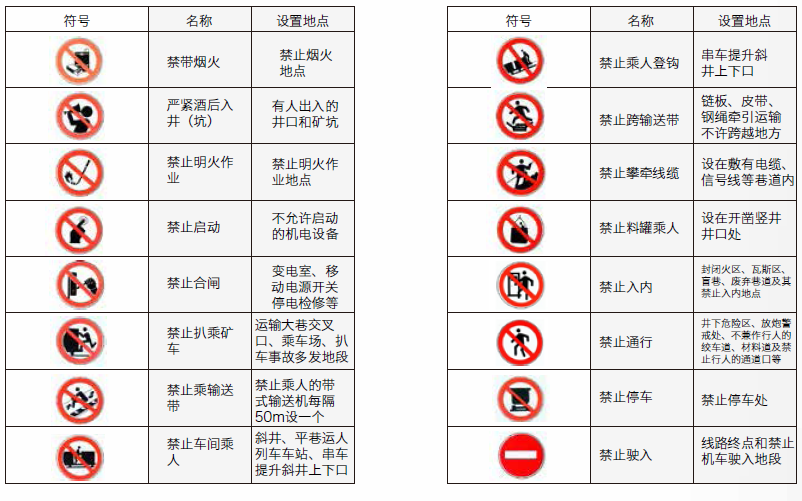 符号 名称 设置地点
禁带烟火 禁止烟火
地点
严紧酒后入 有人出入的
井（坑） 井口和矿坑
禁止明火作 禁止明火作
业 业地点
禁止启动 不允许启动
的机电设备
禁止合闸 变电室、移
动电源开关
停电检修等
禁止扒乘矿 运输大巷交叉
车 口、乘车场、扒
车事故多发地段
禁止乘输送 禁止乘人的带
带 式输送机每隔
50m设一个
禁止车间乘 斜井、平巷运人
人 列车车站、串车
提升斜井上下口
符号 名称 设置地点
禁止乘人登钩 串车提升斜
井上下口
禁止跨输送带 链板、皮带、
钢绳牵引运输
不许跨越地方
禁止攀牵线缆 设在敷有电缆、
信号线等巷道内
禁止料罐乘人 设在开凿竖井
井口处
禁止入内 封闭火区、瓦斯区、
盲巷、废弃巷道及其
禁止入内地点
禁止通行 井下危险区、放炮警
戒处、不兼作行人的
绞车道、材料道及禁
止行人的通道口等
禁止停车 禁止停车处
禁止驶入 线路终点和禁止
机车驶入地段